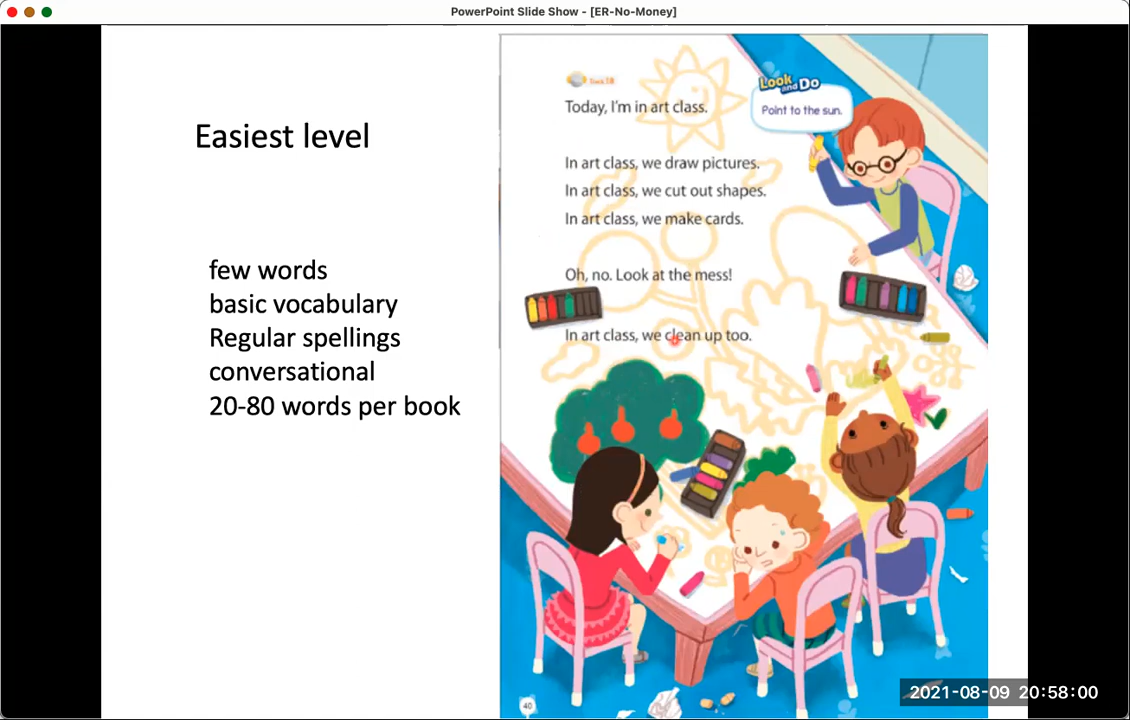 PowerPoint Slide Show - [ER-No-Money]
Easiest level
few words
basic vocabulary
Regular spellings
conversational
20-80 words per book
Track 18
Today, I'm in art class.
Look and Do
Point to the sun.
In art class, we draw pictures.
In art class, we cut out shapes.
In art class, we make cards.
Oh, no. Look at the mess!
In art class, we clean up too.
40
2021-08-09 20:58:00